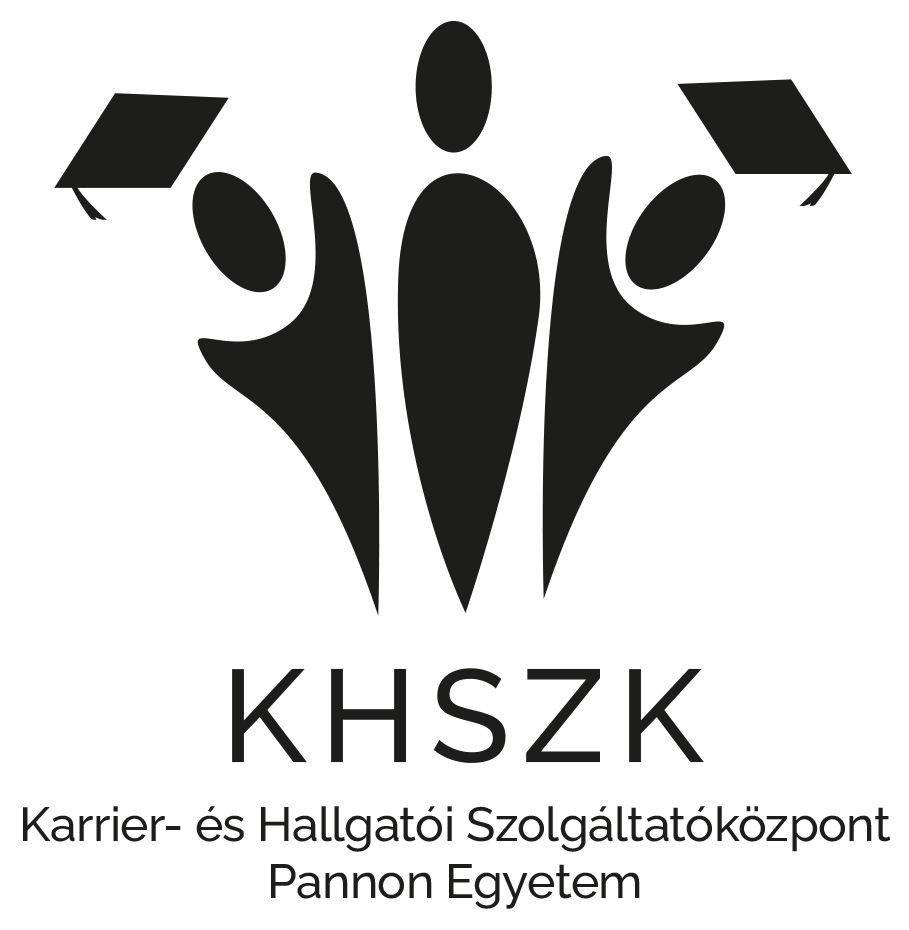 KHSZK
Karrier- és Hallgatói Szolgáltatóközpont
Pannon Egyetem